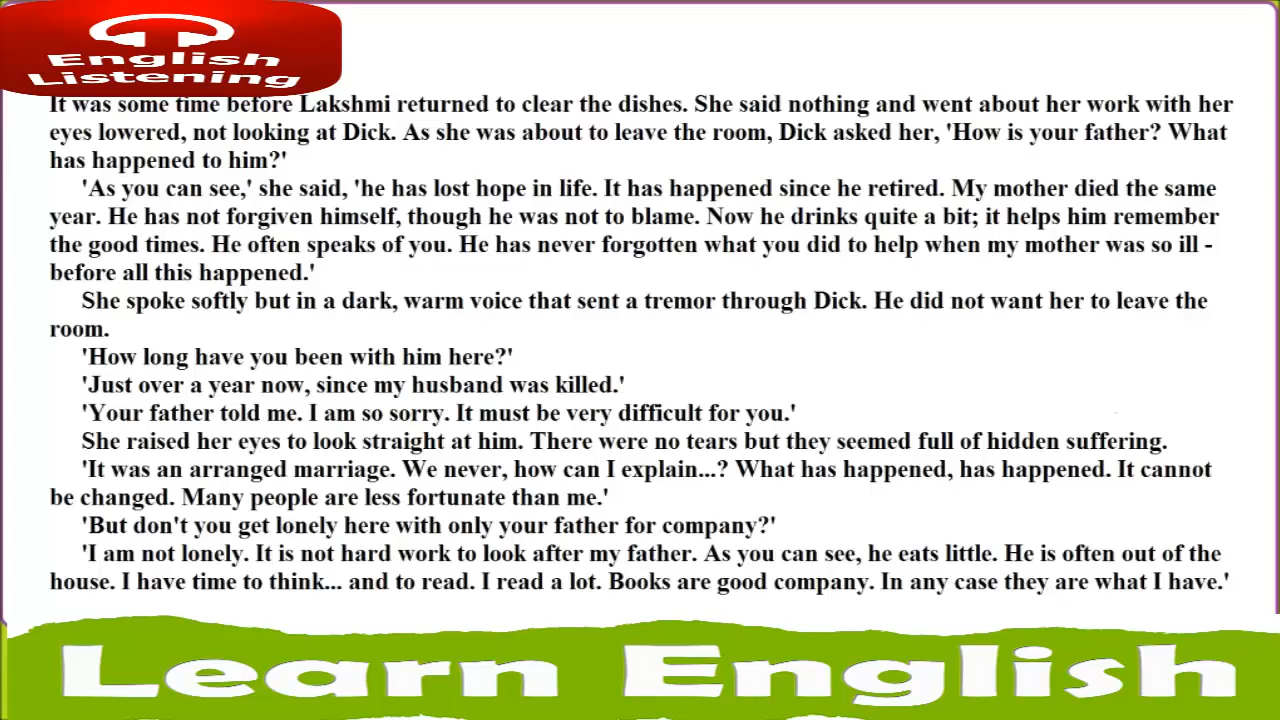 English
Listening
It was some time before Lakshmi returned to clear the dishes. She said nothing and went about her work with her
eyes lowered, not looking at Dick. As she was about to leave the room, Dick asked her, 'How is your father? What
has happened to him?'
'As you can see,' she said, 'he has lost hope in life. It has happened since he retired. My mother died the same
year. He has not forgiven himself, though he was not to blame. Now he drinks quite a bit; it helps him remember
the good times. He often speaks of you. He has never forgotten what you did to help when my mother was so ill -
before all this happened.'
She spoke softly but in a dark, warm voice that sent a tremor through Dick. He did not want her to leave the
room.
'How long have you been with him here?'
'Just over a year now, since my husband was killed.'
'Your father told me. I am so sorry. It must be very difficult for you.'
She raised her eyes to look straight at him. There were no tears but they seemed full of hidden suffering.
'It was an arranged marriage. We never, how can I explain...? What has happened, has happened. It cannot
be changed. Many people are less fortunate than me.'
'But don't you get lonely here with only your father for company?'
'I am not lonely. It is not hard work to look after my father. As you can see, he eats little. He is often out of the
house. I have time to think... and to read. I read a lot. Books are good company. In any case they are what I have.'
Learn English